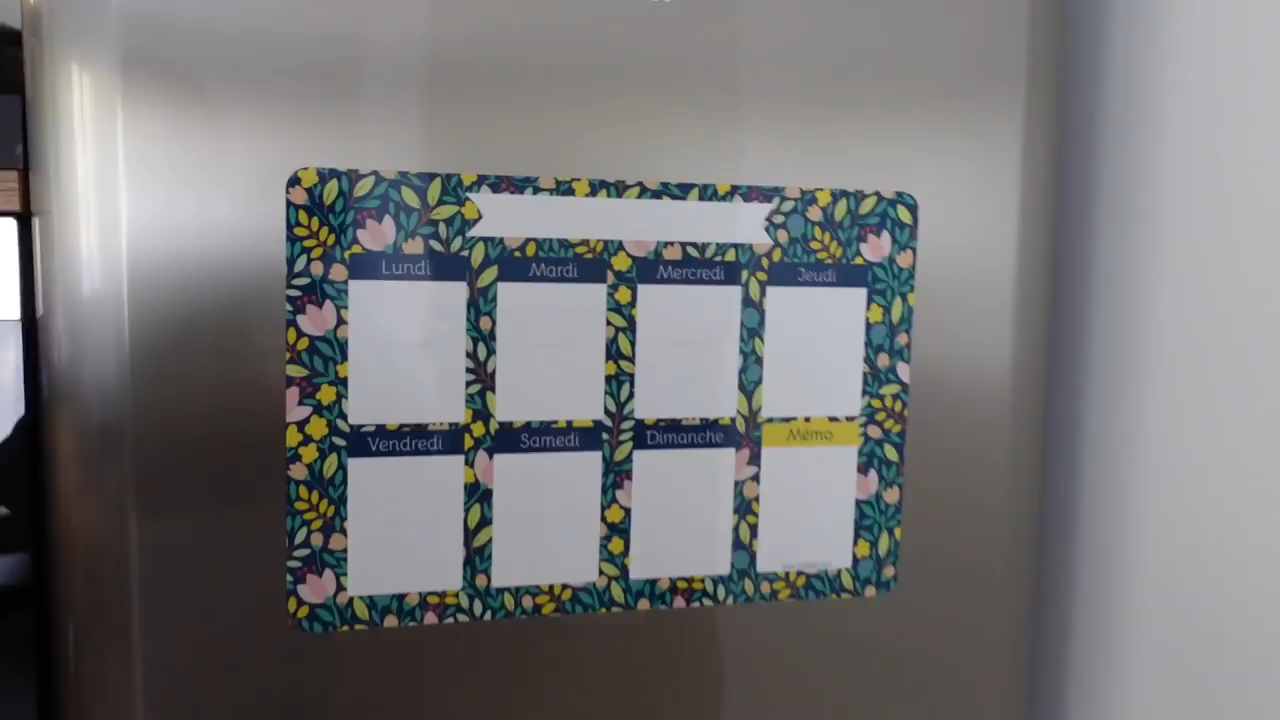 Lundi
Mardi
Mercredi
Jeudi
Vendredi
Samedi
Dimanche
Mémo